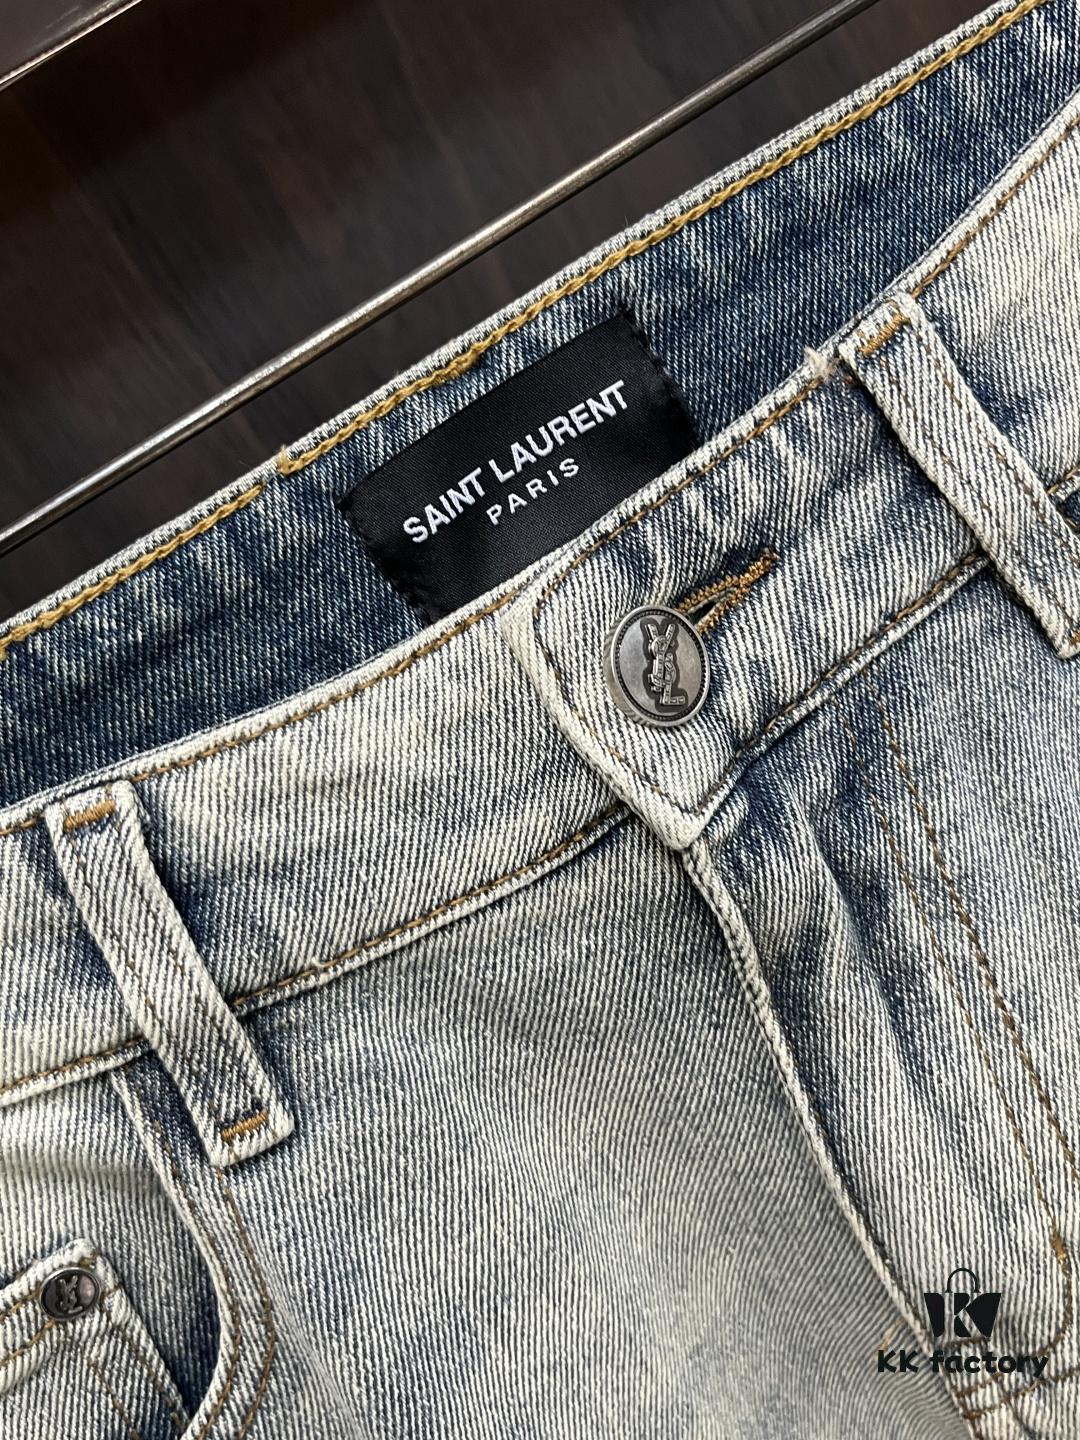 SAINT LAURENT
PARIS
KK factory